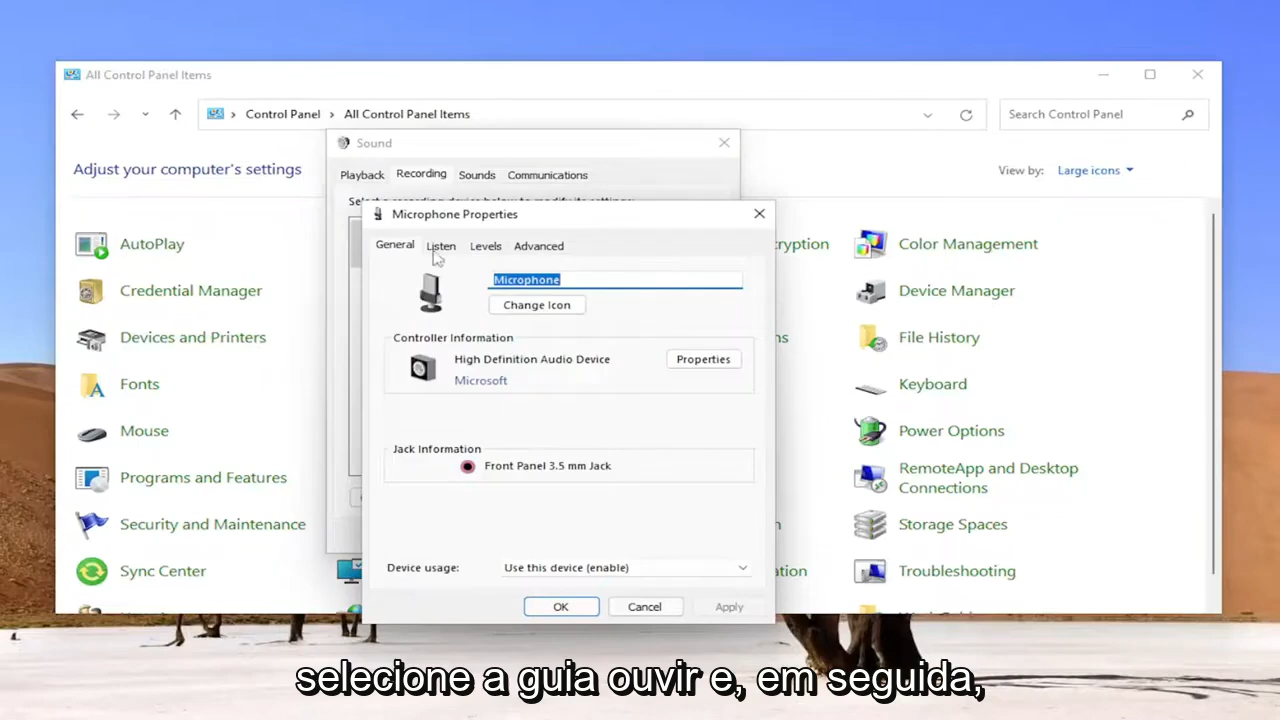 All Control Panel Items
Control Panel
All Control Panel Items
Search Control Panel
Adjust your computer's settings
View by:
Large icons
AutoPlay
Credential Manager
Devices and Printers
Fonts
Mouse
Programs and Features
Security and Maintenance
Sync Center
Sound
Playback
Recording
Sounds
Communications
Select a recording device below to modify its settings:
Microphone Properties
General
Listen
Levels
Advanced
Microphone
Change Icon
Controller Information
High Definition Audio Device
Properties
Microsoft
Jack Information
Front Panel 3.5 mm Jack
Device usage:
Use this device (enable)
OK
Cancel
Apply
Color Management
Device Manager
File History
Keyboard
Power Options
RemoteApp and Desktop
Connections
Storage Spaces
Troubleshooting
selecione a guia ouvir e, em seguida,